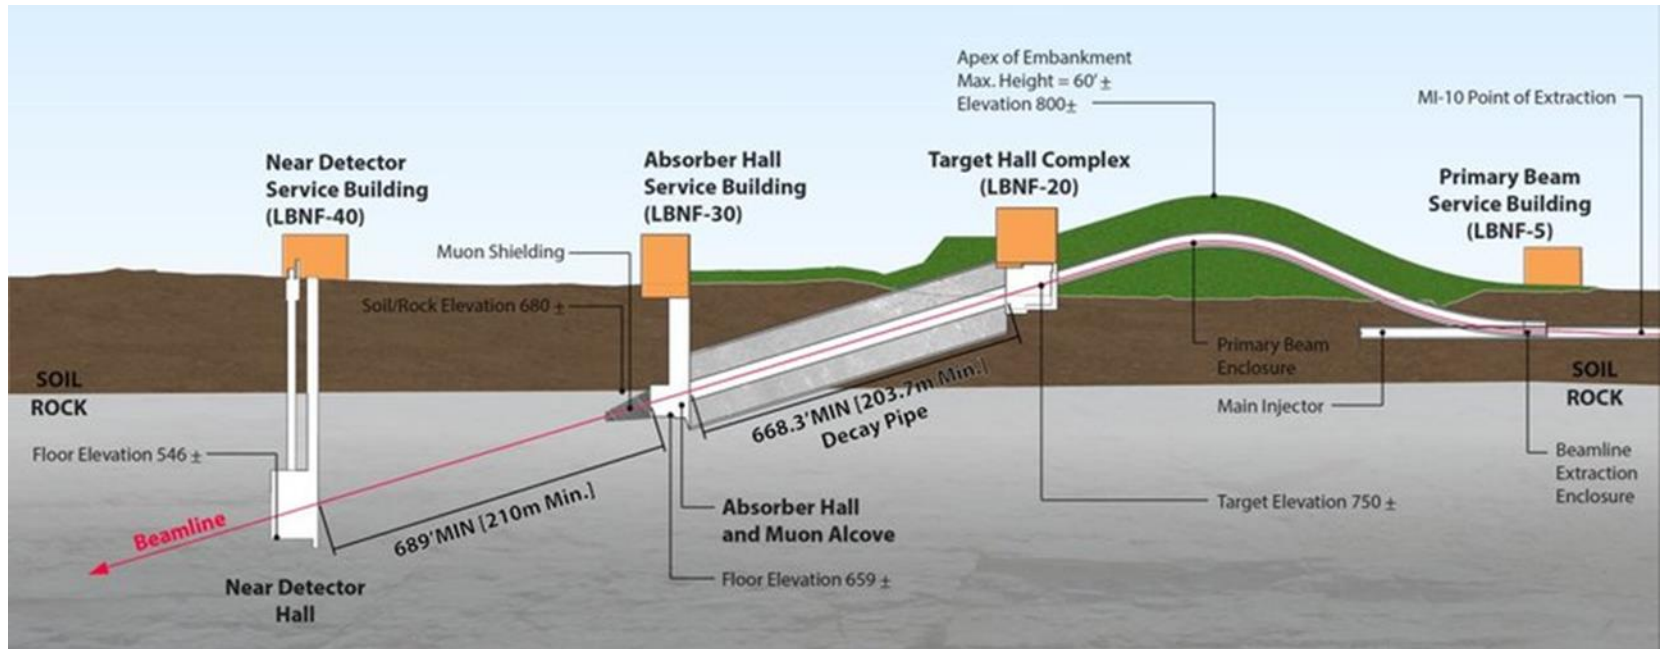 Apex of Embankment
Max. Height = 60' ±
Elevation 800±
MI-10 Point of Extraction
Near Detector
Service Building
(LBNF-40)
Absorber Hall
Service Building
(LBNF-30)
Target Hall Complex
(LBNF-20)
Primary Beam
Service Building
(LBNF-5)
Muon Shielding
Soil/Rock Elevation 680 ±
SOIL
ROCK
Primary Beam
Enclosure
SOIL
ROCK
Main Injector
668.3'MIN [203.7m Min.]
Decay Pipe
Floor Elevation 546 ±
Beamline
Extraction
Enclosure
689'MIN [210m Min.]
Absorber Hall
and Muon Alcove
Target Elevation 750 ±
Beamline
Floor Elevation 659 ±
Near Detector
Hall